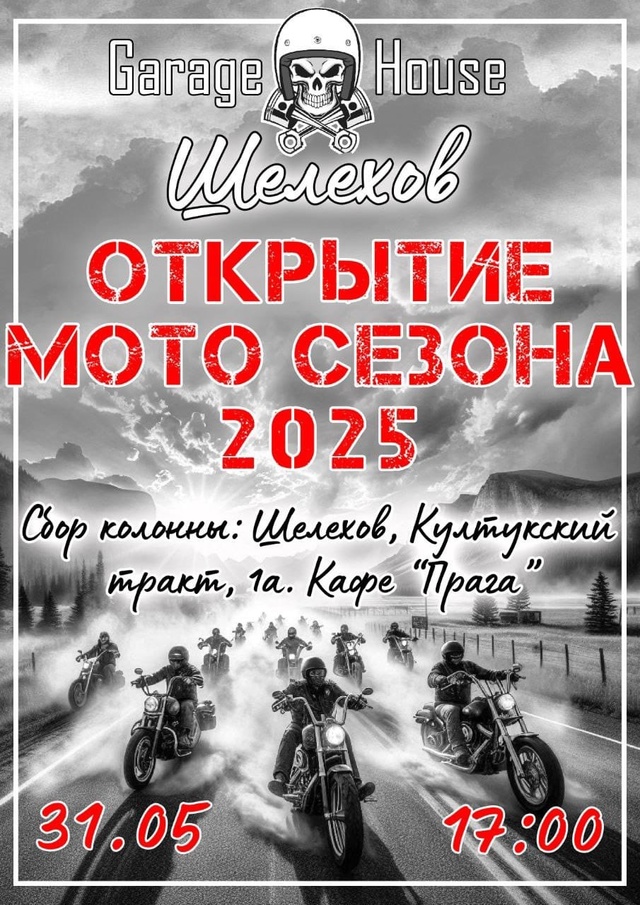 Garage House
Шелехов
ОТКРЫТИЕ
МОТО СЕЗОНА
2025
Сбор колонны: Шелехов, Култукский
тракт, 1а. Кафе “Прага”
31.05 17:00